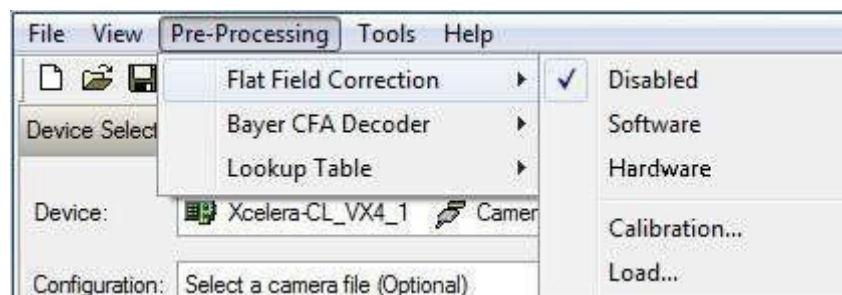 File View Pre-Processing Tools Help
Flat Field Correction
Disabled
Bayer CFA Decoder
Software
Lookup Table
Hardware
Device Select
Device: Xcelera-CL_VX4_1 Camer
Calibration...
Load...
Configuration: Select a camera file (Optional)